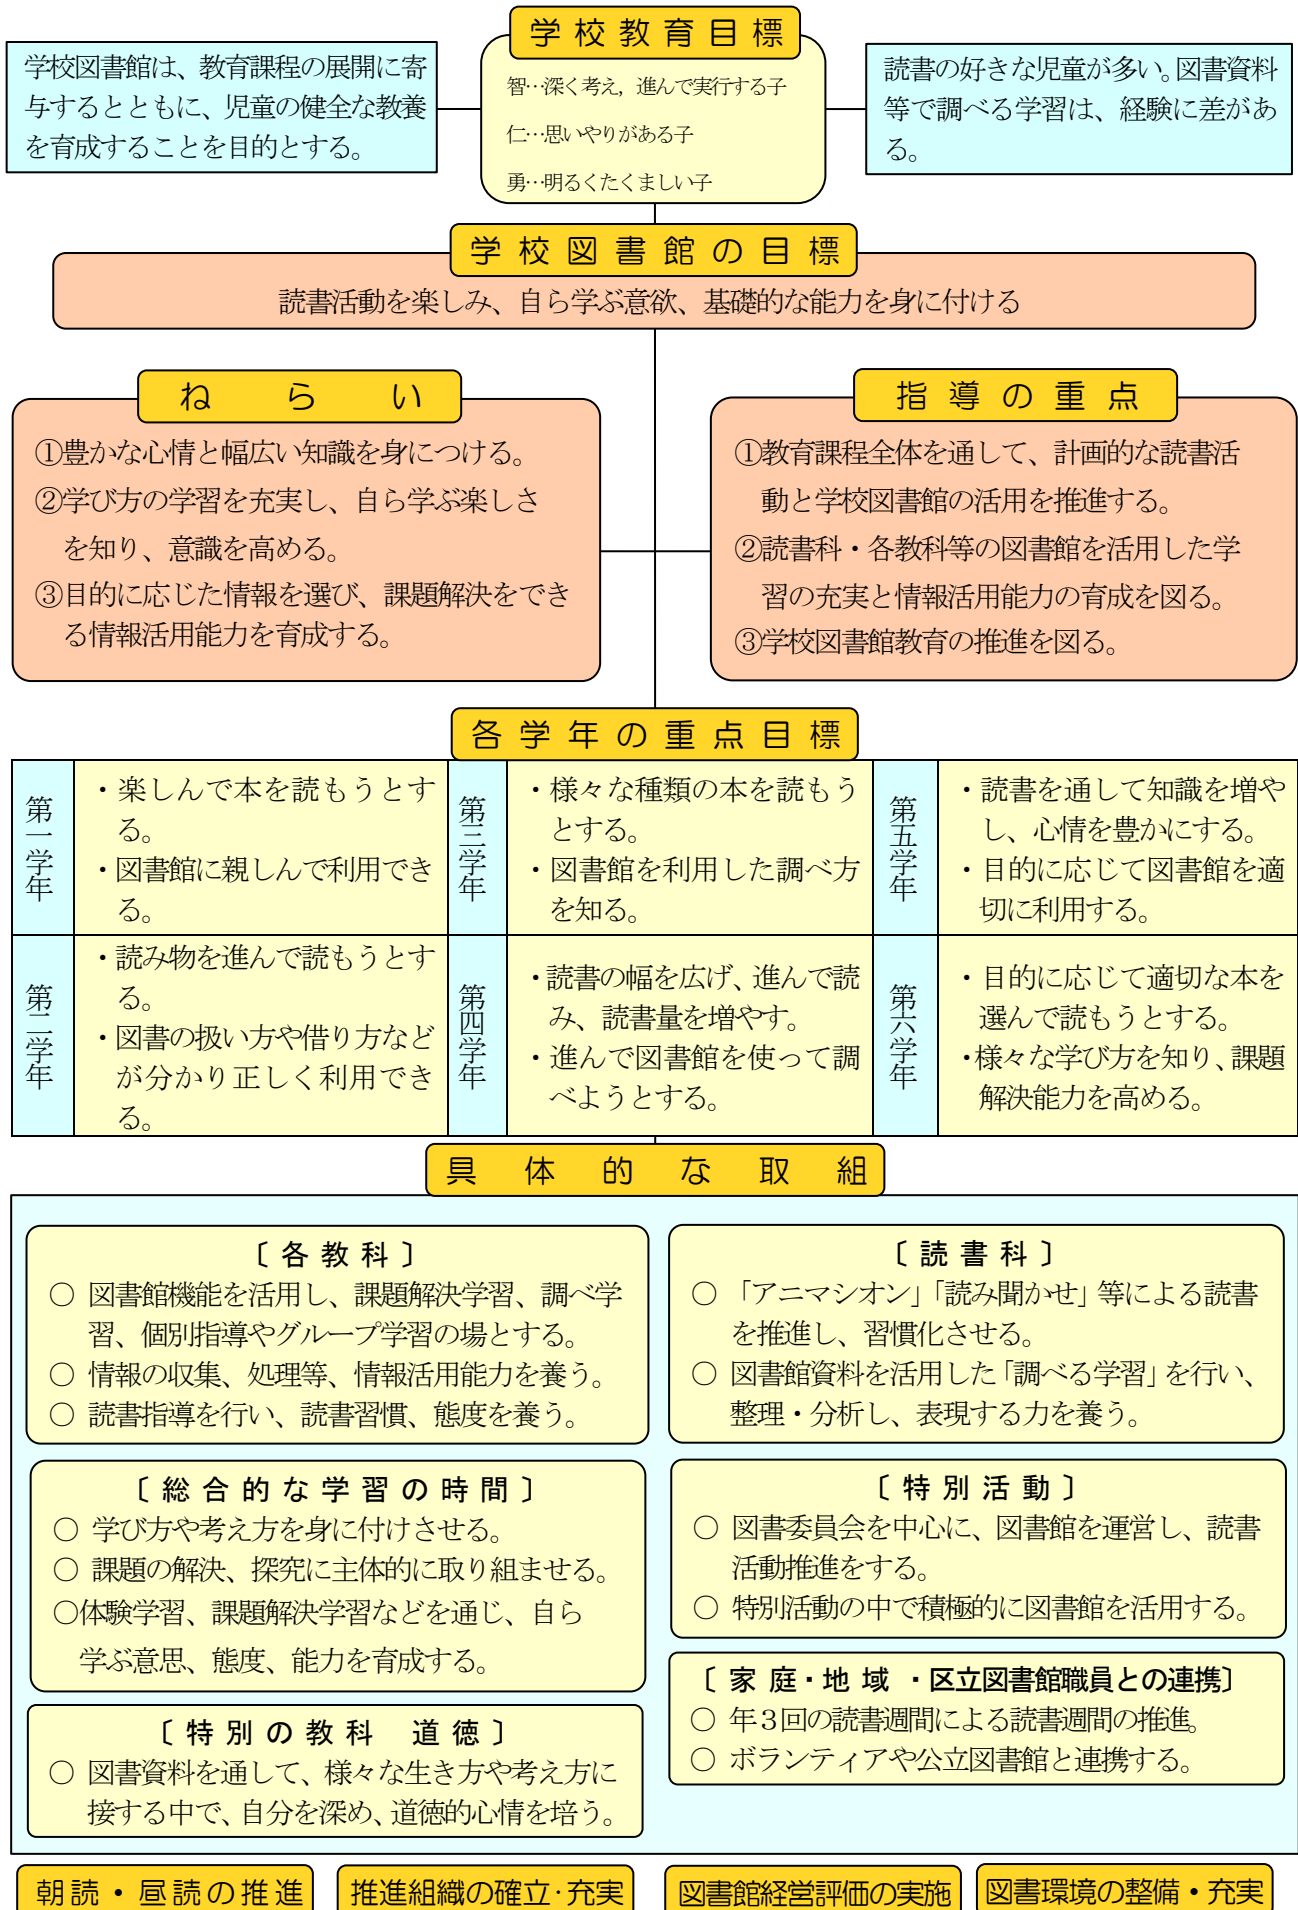 学校教育目標
学校図書館は、教育課程の展開に寄
与するとともに、児童の健全な教養
を育成することを目的とする。
智…深く考え，進んで実行する子
仁…思いやりがある子
勇…明るくたくましい子
読書の好きな児童が多い。図書資料
等で調べる学習は、経験に差があ
る。
学校図書館の目標
読書活動を楽しみ、自ら学ぶ意欲、基礎的な能力を身に付ける
ねらい
①豊かな心情と幅広い知識を身につける。
②学び方の学習を充実し、自ら学ぶ楽しさ
を知り、意識を高める。
③目的に応じた情報を選び、課題解決をでき
る情報活用能力を育成する。
指導の重点
①教育課程全体を通して、計画的な読書活
動と学校図書館の活用を推進する。
②読書科・各教科等の図書館を活用した学
習の充実と情報活用能力の育成を図る。
③学校図書館教育の推進を図る。
各学年の重点目標
第一学年
・楽しんで本を読もうとす
る。
・図書館に親しんで利用でき
る。
第三学年
・様々な種類の本を読もう
とする。
・図書館を利用した調べ方
を知る。
第五学年
・読書を通して知識を増や
し、心情を豊かにする。
・目的に応じて図書館を適
切に利用する。
第二学年
・読み物を進んで読もうとす
る。
・図書の扱い方や借り方など
が分かり正しく利用でき
る。
第四学年
・読書の幅を広げ、進んで読
み、読書量を増やす。
・進んで図書館を使って調
べようとする。
第六学年
・目的に応じて適切な本を
選んで読もうとする。
・様々な学び方を知り、課題
解決能力を高める。
具体的な取組
〔各教科〕
○ 図書館機能を活用し、課題解決学習、調べ学
習、個別指導やグループ学習の場とする。
○ 情報の収集、処理等、情報活用能力を養う。
○ 読書指導を行い、読書習慣、態度を養う。
〔読書科〕
○ 「アニマシオン」「読み聞かせ」等による読書
を推進し、習慣化させる。
○ 図書館資料を活用した「調べる学習」を行い、
整理・分析し、表現する力を養う。
〔総合的な学習の時間〕
○ 学び方や考え方を身に付けさせる。
○ 課題の解決、探究に主体的に取り組ませる。
○体験学習、課題解決学習などを通じ、自ら
学ぶ意思、態度、能力を育成する。
〔特別活動〕
○ 図書委員会を中心に、図書館を運営し、読書
活動推進をする。
○ 特別活動の中で積極的に図書館を活用する。
〔特別の教科　道徳〕
○ 図書資料を通して、様々な生き方や考え方に
接する中で、自分を深め、道徳的心情を培う。
〔家庭・地域・区立図書館職員との連携〕
○ 年３回の読書週間による読書週間の推進。
○ ボランティアや公立図書館と連携する。
朝読・昼読の推進
推進組織の確立・充実
図書館経営評価の実施
図書環境の整備・充実